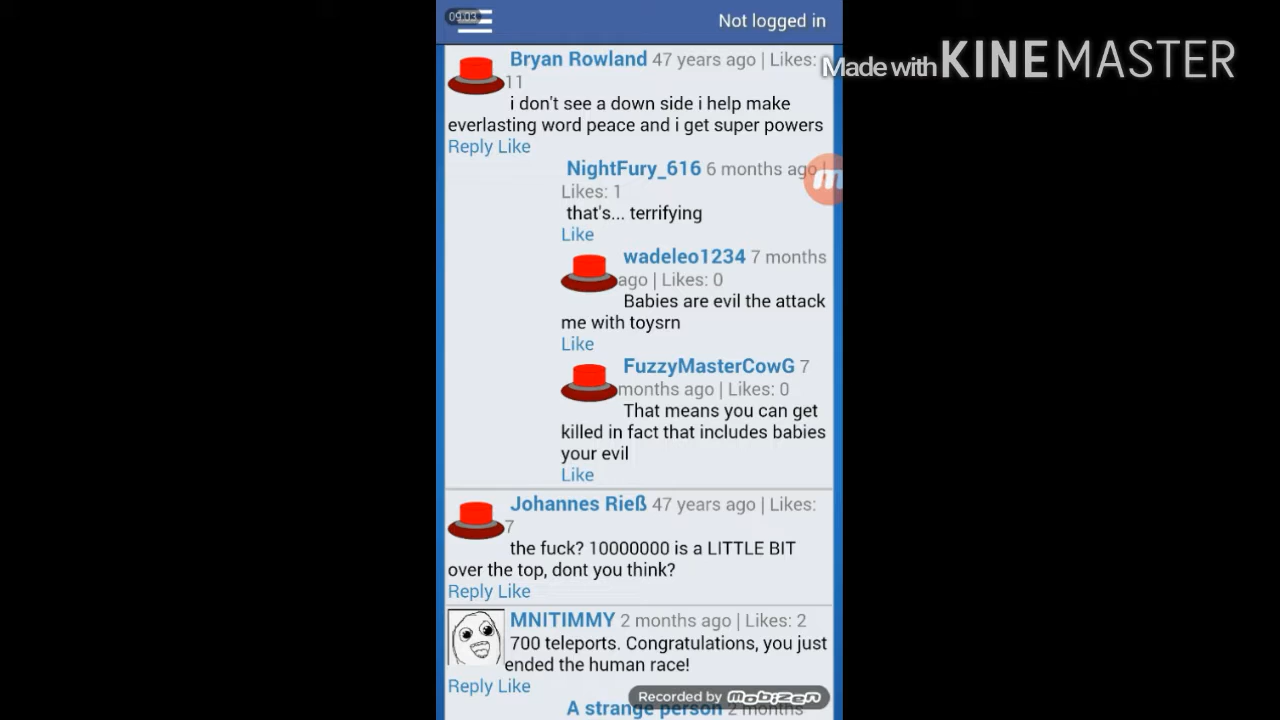 09:03
Not logged in
Made with KINEMASTER
Bryan Rowland 47 years ago | Likes:
11
i don't see a down side i help make
everlasting word peace and i get super powers
Reply Like
NightFury_616 6 months ago |
Likes: 1
that's... terrifying
Like
wadeleo1234 7 months
ago | Likes: 0
Babies are evil the attack
me with toysrn
Like
FuzzyMasterCowG 7
months ago | Likes: 0
That means you can get
killed in fact that includes babies
your evil
Like
Johannes Rieß 47 years ago | Likes:
7
the fuck? 10000000 is a LITTLE BIT
over the top, dont you think?
Reply Like
MNITIMMY 2 months ago | Likes: 2
700 teleports. Congratulations, you just
ended the human race!
Reply Like
Recorded by mobizen
A strange person 2 months